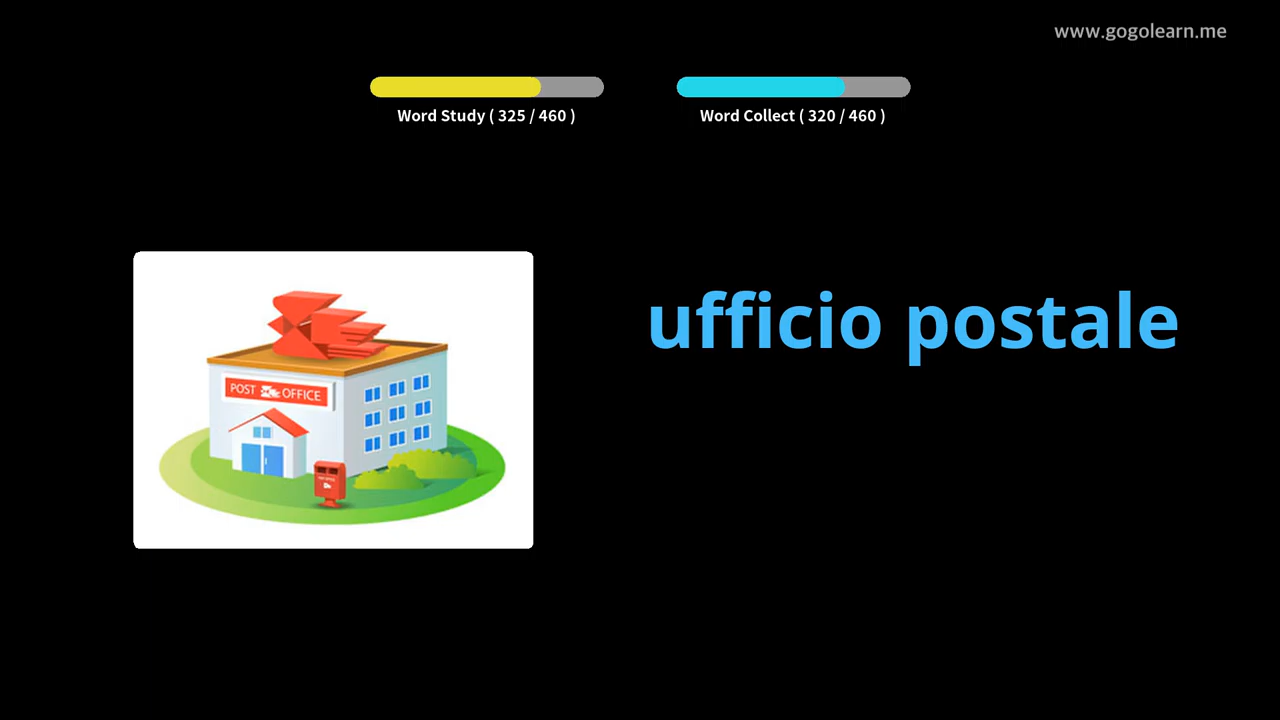 www.gogolearn.me
Word Study ( 325 / 460 )
Word Collect ( 320 / 460 )
ufficio postale
POST OFFICE